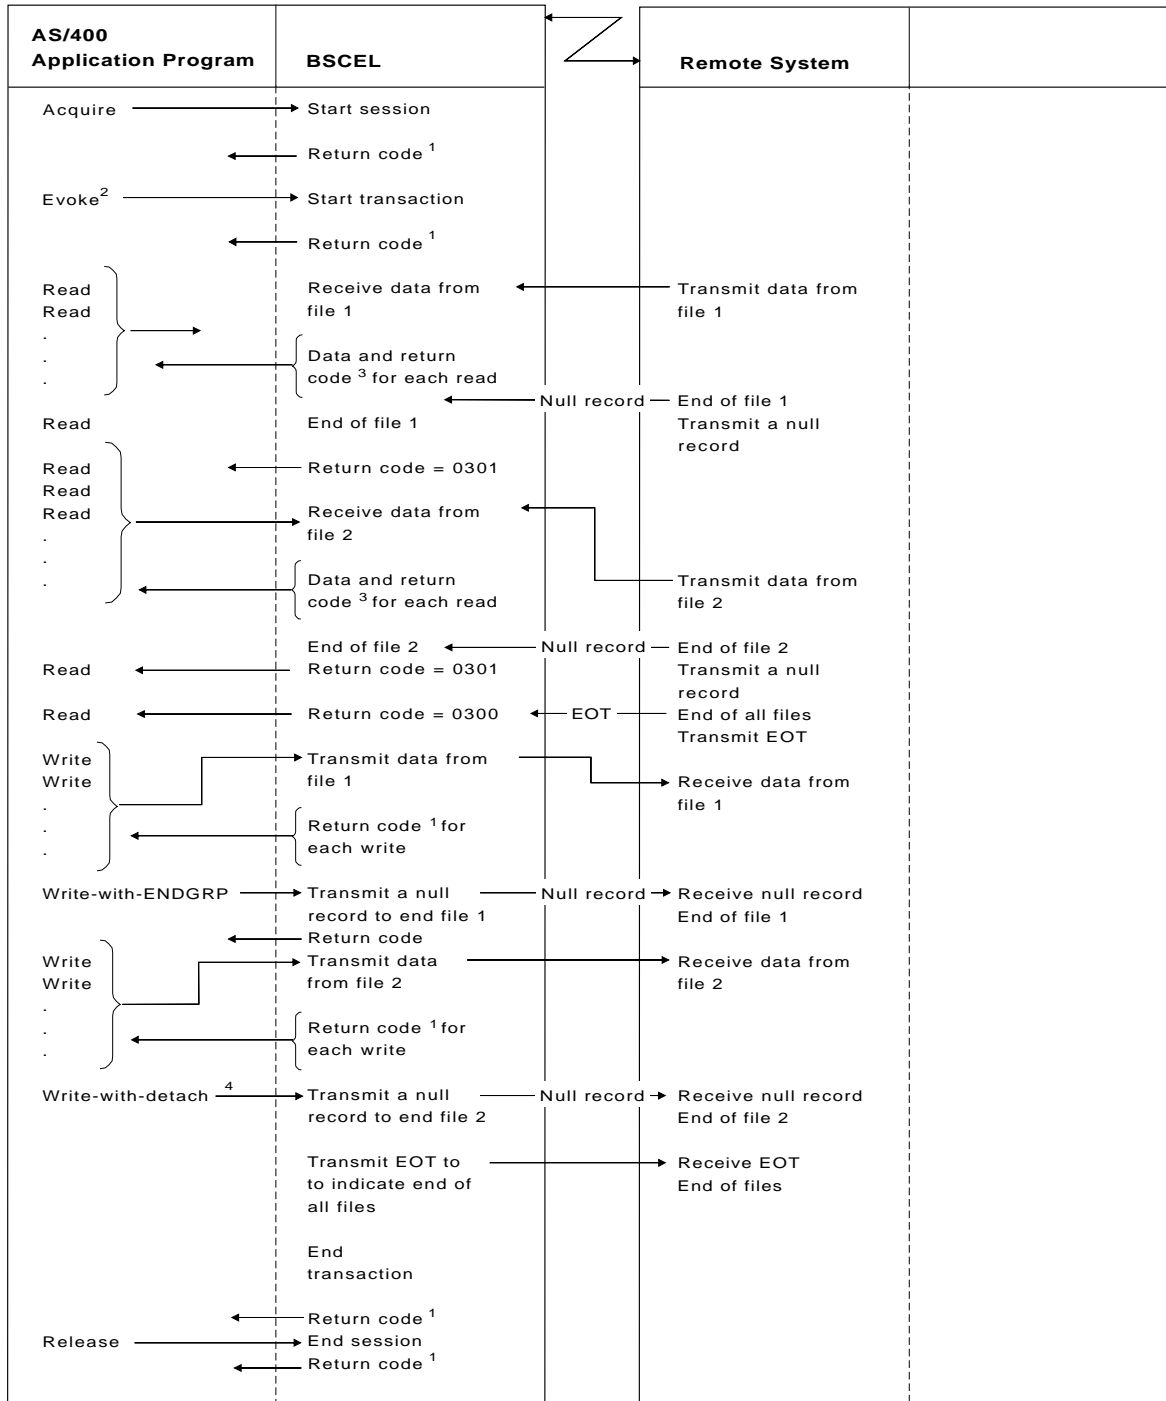 AS/400
Application Program BSCEL Remote System
Acquire Start session
Return code 1
Evoke2 Start transaction
Return code 1
Read Receive data from Transmit data from
Read file 1 file 1
.
. Data and return
. code 3 for each read
Null record End of file 1
Read End of file 1 Transmit a null
record
Read Return code = 0301
Read
Read Receive data from
. file 2
.
. Data and return Transmit data from
code 3 for each read file 2
End of file 2 Null record End of file 2
Read Return code = 0301 Transmit a null
record
Read Return code = 0300 EOT End of all files
Transmit EOT
Write Transmit data from
Write file 1 Receive data from
. file 1
. Return code 1 for
. each write
Write-with-ENDGRP Transmit a null Null record Receive null record
record to end file 1 End of file 1
Return code
Write Transmit data Receive data from
Write from file 2 file 2
.
. Return code 1 for
. each write
Write-with-detach 4 Transmit a null Null record Receive null record
record to end file 2 End of file 2
Transmit EOT to Receive EOT
to indicate end of End of files
all files
End
transaction
Return code 1
Release End session
Return code 1